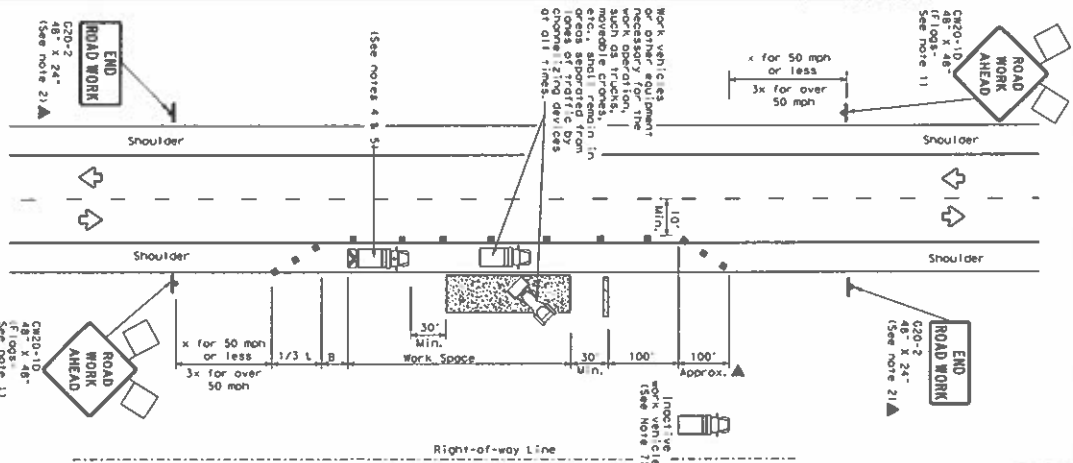 CW20-1D
48" X 48"
(Flags-
See note 1)
ROAD
WORK
AHEAD
x for 50 mph
or less
3x for over
50 mph
Work vehicles
or other equipment
necessary for the
work operation,
such as trucks,
moveable cranes,
etc., shall remain in
areas separated from
lanes of traffic by
channelizing devices
at all times.
(See notes 4 & 5)
END
ROAD WORK
G20-2
48" X 24"
(See note 2)▲
Shoulder
Shoulder
10'
Min.
Shoulder
Shoulder
30'
Min.
x for 50 mph
or less
3x for over
50 mph
1/3 L
B
Work Space
30'
Min.
100'
100'
Approx.
ROAD
WORK
AHEAD
CW20-1D
48" X 48"
(Flags-
See note 1)
END
ROAD WORK
G20-2
48" X 24"
(See note 2)▲
Inactive
work vehicle
(See Note 7)
Right-of-way Line